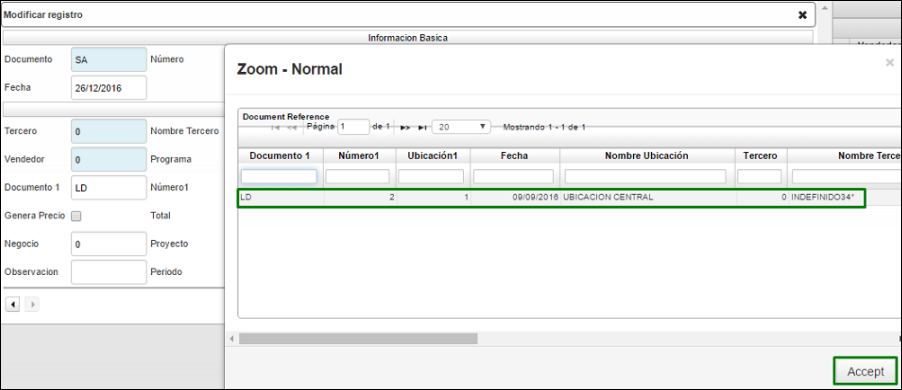 Modificar registro
Informacion Basica
Documento SA Número
Fecha 26/12/2016
Tercero 0 Nombre Tercero
Vendedor 0 Programa
Documento 1 LD Número1
Genera Precio Total
Negocio 0 Proyecto
Observacion Periodo
Zoom - Normal
Document Reference
Página 1 de 1 20 Mostrando 1 - 1 de 1
Documento 1 Número1 Ubicación1 Fecha Nombre Ubicación Tercero Nombre Terce
LD 2 1 09/09/2016 UBICACION CENTRAL 0 INDEFINIDO34*
Accept